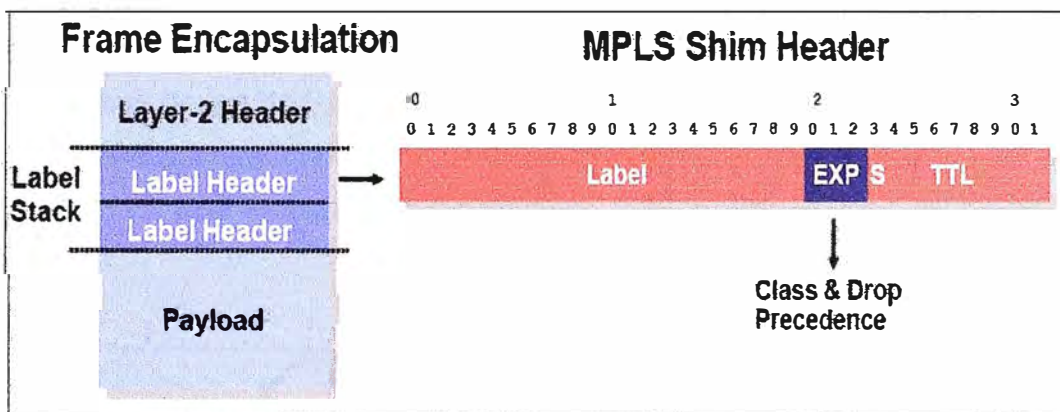 Frame Encapsulation
MPLS Shim Header
Layer-2 Header
Label Stack
Label Header
Label Header
Payload
0 1 2 3
0 1 2 3 4 5 6 7 8 9 0 1 2 3 4 5 6 7 8 9 0 1 2 3 4 5 6 7 8 9 0 1
Label EXP S TTL
Class & Drop
Precedence